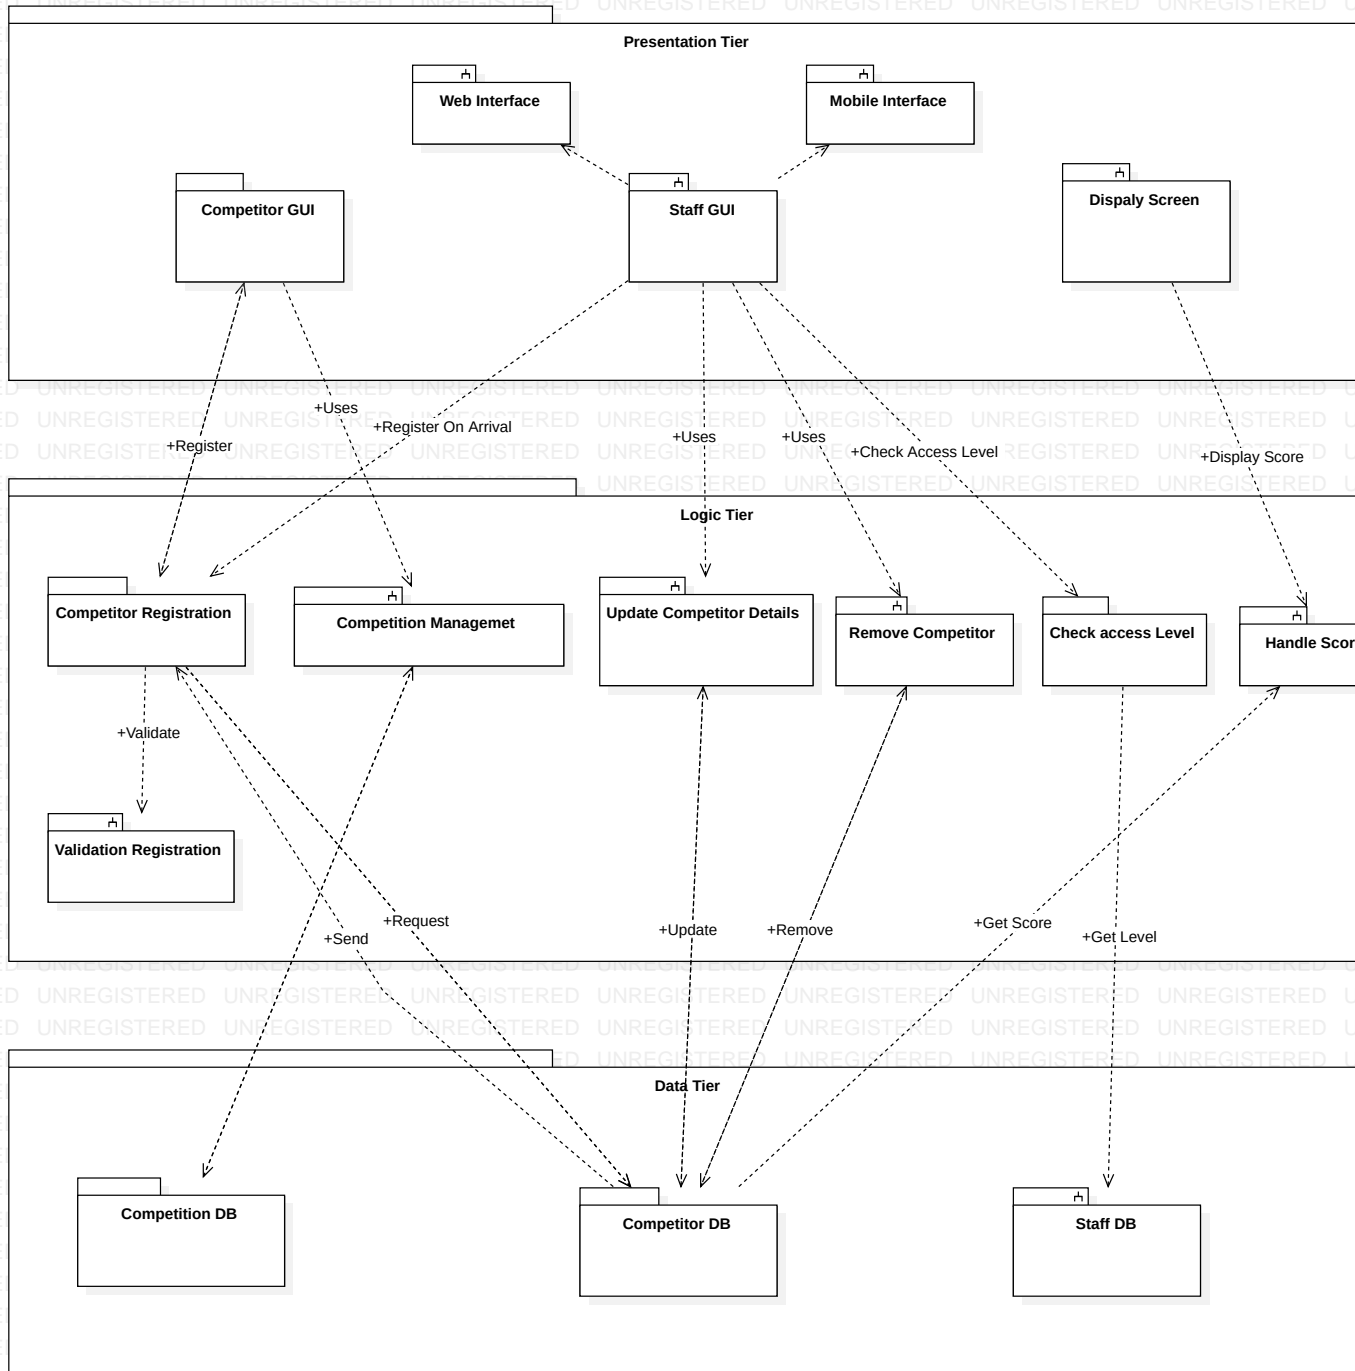 Presentation Tier
Web Interface
Mobile Interface
Competitor GUI
Staff GUI
Dispaly Screen
+Uses
+Register On Arrival
+Register
+Uses
+Uses
+Check Access Level
+Display Score
UNREGISTERED
Logic Tier
Competitor Registration
Competition Managemet
Update Competitor Details
Remove Competitor
Check access Level
Handle Scor
+Validate
Validation Registration
+Request
+Send
+Update
+Remove
+Get Score
+Get Level
UNREGISTERED
Data Tier
Competition DB
Competitor DB
Staff DB